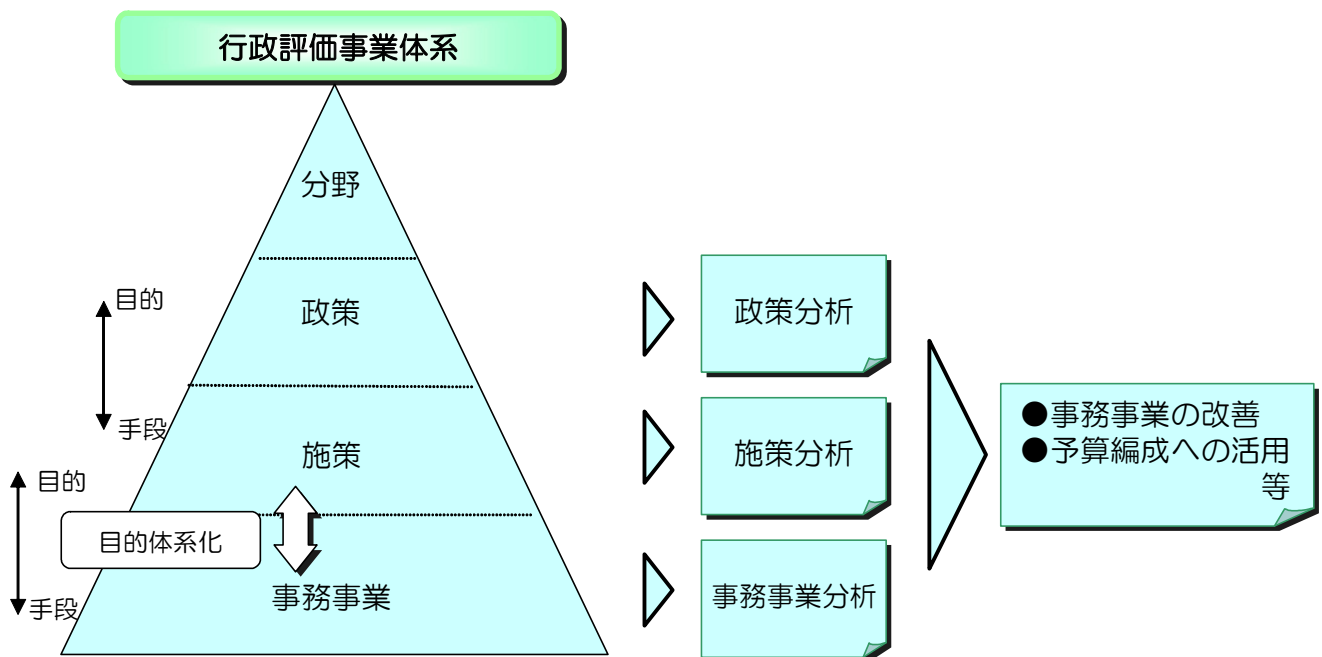 行政評価事業体系
分野
目的
政策
政策分析
手段
施策
施策分析
●事務事業の改善
●予算編成への活用
等
目的
目的体系化
事務事業
事務事業分析
手段